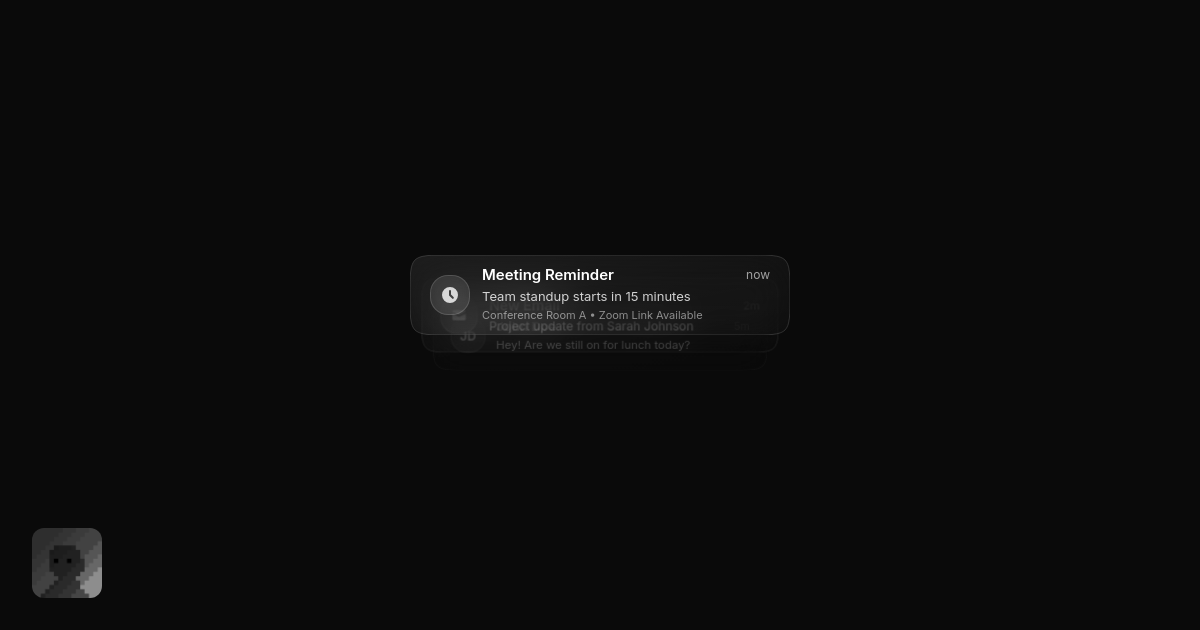 Meeting Reminder
now
Team standup starts in 15 minutes
Conference Room A • Zoom Link Available
Project update from Sarah Johnson
JD
Hey! Are we still on for lunch today?